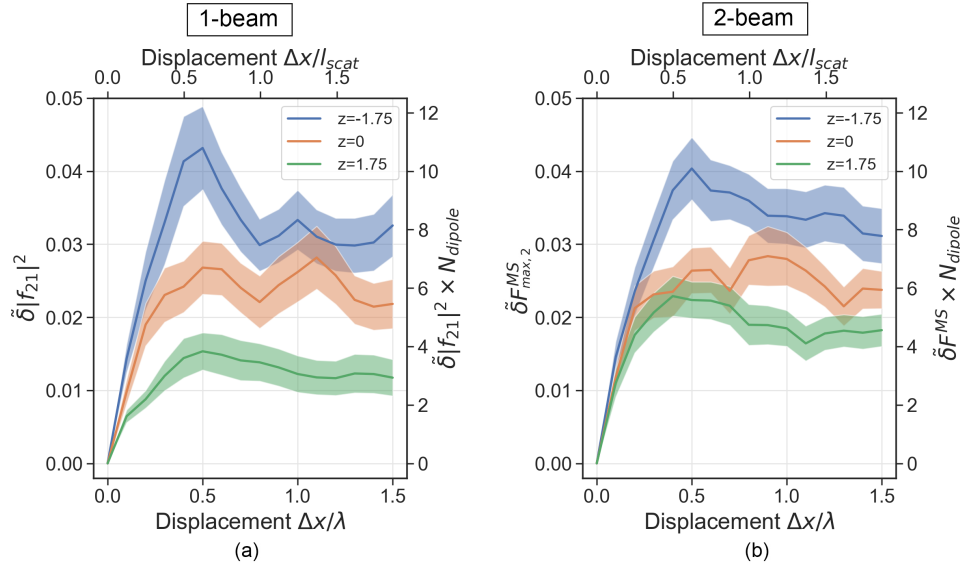 1-beam
2-beam
Displacement Δx/l_scat
Displacement Δx/l_scat
0.0 0.5 1.0 1.5
0.0 0.5 1.0 1.5
0.05
0.04
0.03
0.02
0.01
0.00
δ̃|f₂₁|²
z=-1.75
z=0
z=1.75
12
10
8
6
4
2
0
δ̃|f₂₁|² × N_dipole
0.0 0.5 1.0 1.5
Displacement Δx/λ
(a)
0.05
0.04
0.03
0.02
0.01
0.00
δ̃F^MS_max,2
z=-1.75
z=0
z=1.75
12
10
8
6
4
2
0
δ̃F^MS × N_dipole
0.0 0.5 1.0 1.5
Displacement Δx/λ
(b)